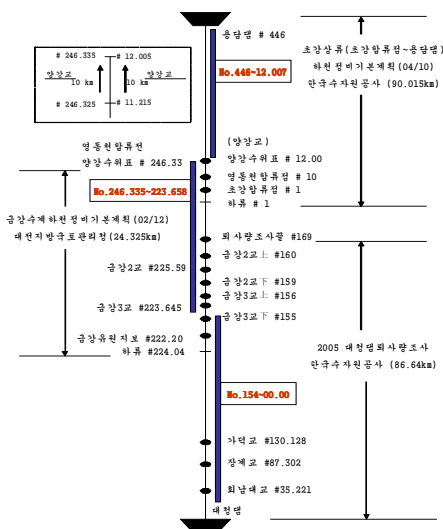 용담댐 # 446
No.446~12.007
초강상류(초강합류점~용담댐)
하천정비기본계획(04/10)
한국수자원공사 (90.015km)
# 246.335
# 12.005
양강교
양강교
10 km
10 km
# 246.325
# 11.215
(양강교)
영동천합류전
양강수위표 # 246.33
양강수위표 # 12.00
영동천합류점 # 10
초강합류점 # 1
하류 # 1
No.246.335~223.658
금강수계하천정비기본계획(02/12)
대전지방국토관리청 (24.325km)
퇴사량조사끝 #169
금강2교上 #160
금강2교 #225.59
금강2교下 #159
금강3교上 #156
금강3교 #223.645
금강3교下 #155
금강유원지보 #222.20
하류 #224.04
2005 대청댐퇴사량조사
한국수자원공사 (86.64km)
No.154~00.00
가덕교 #130.128
장계교 #87.302
회남대교 #35.221
대청댐